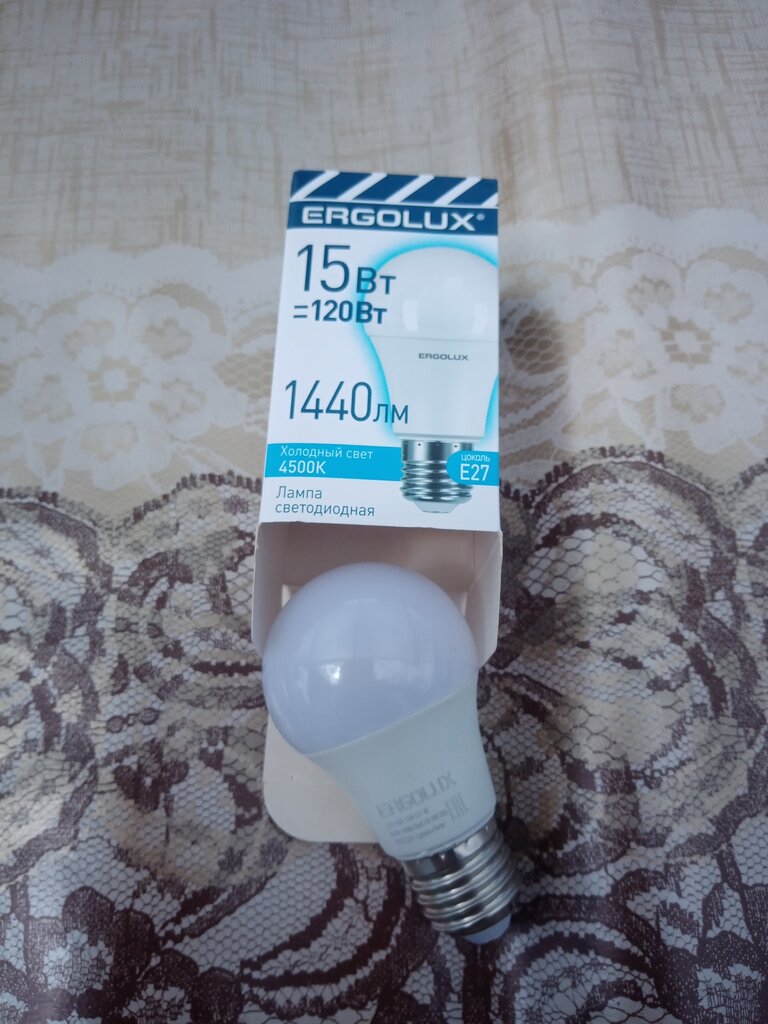 ERGOLUX®
15Вт
=120Вт
ERGOLUX
1440лм
Холодный свет
4500K
цоколь
E27
Лампа
светодиодная
ERGOLUX